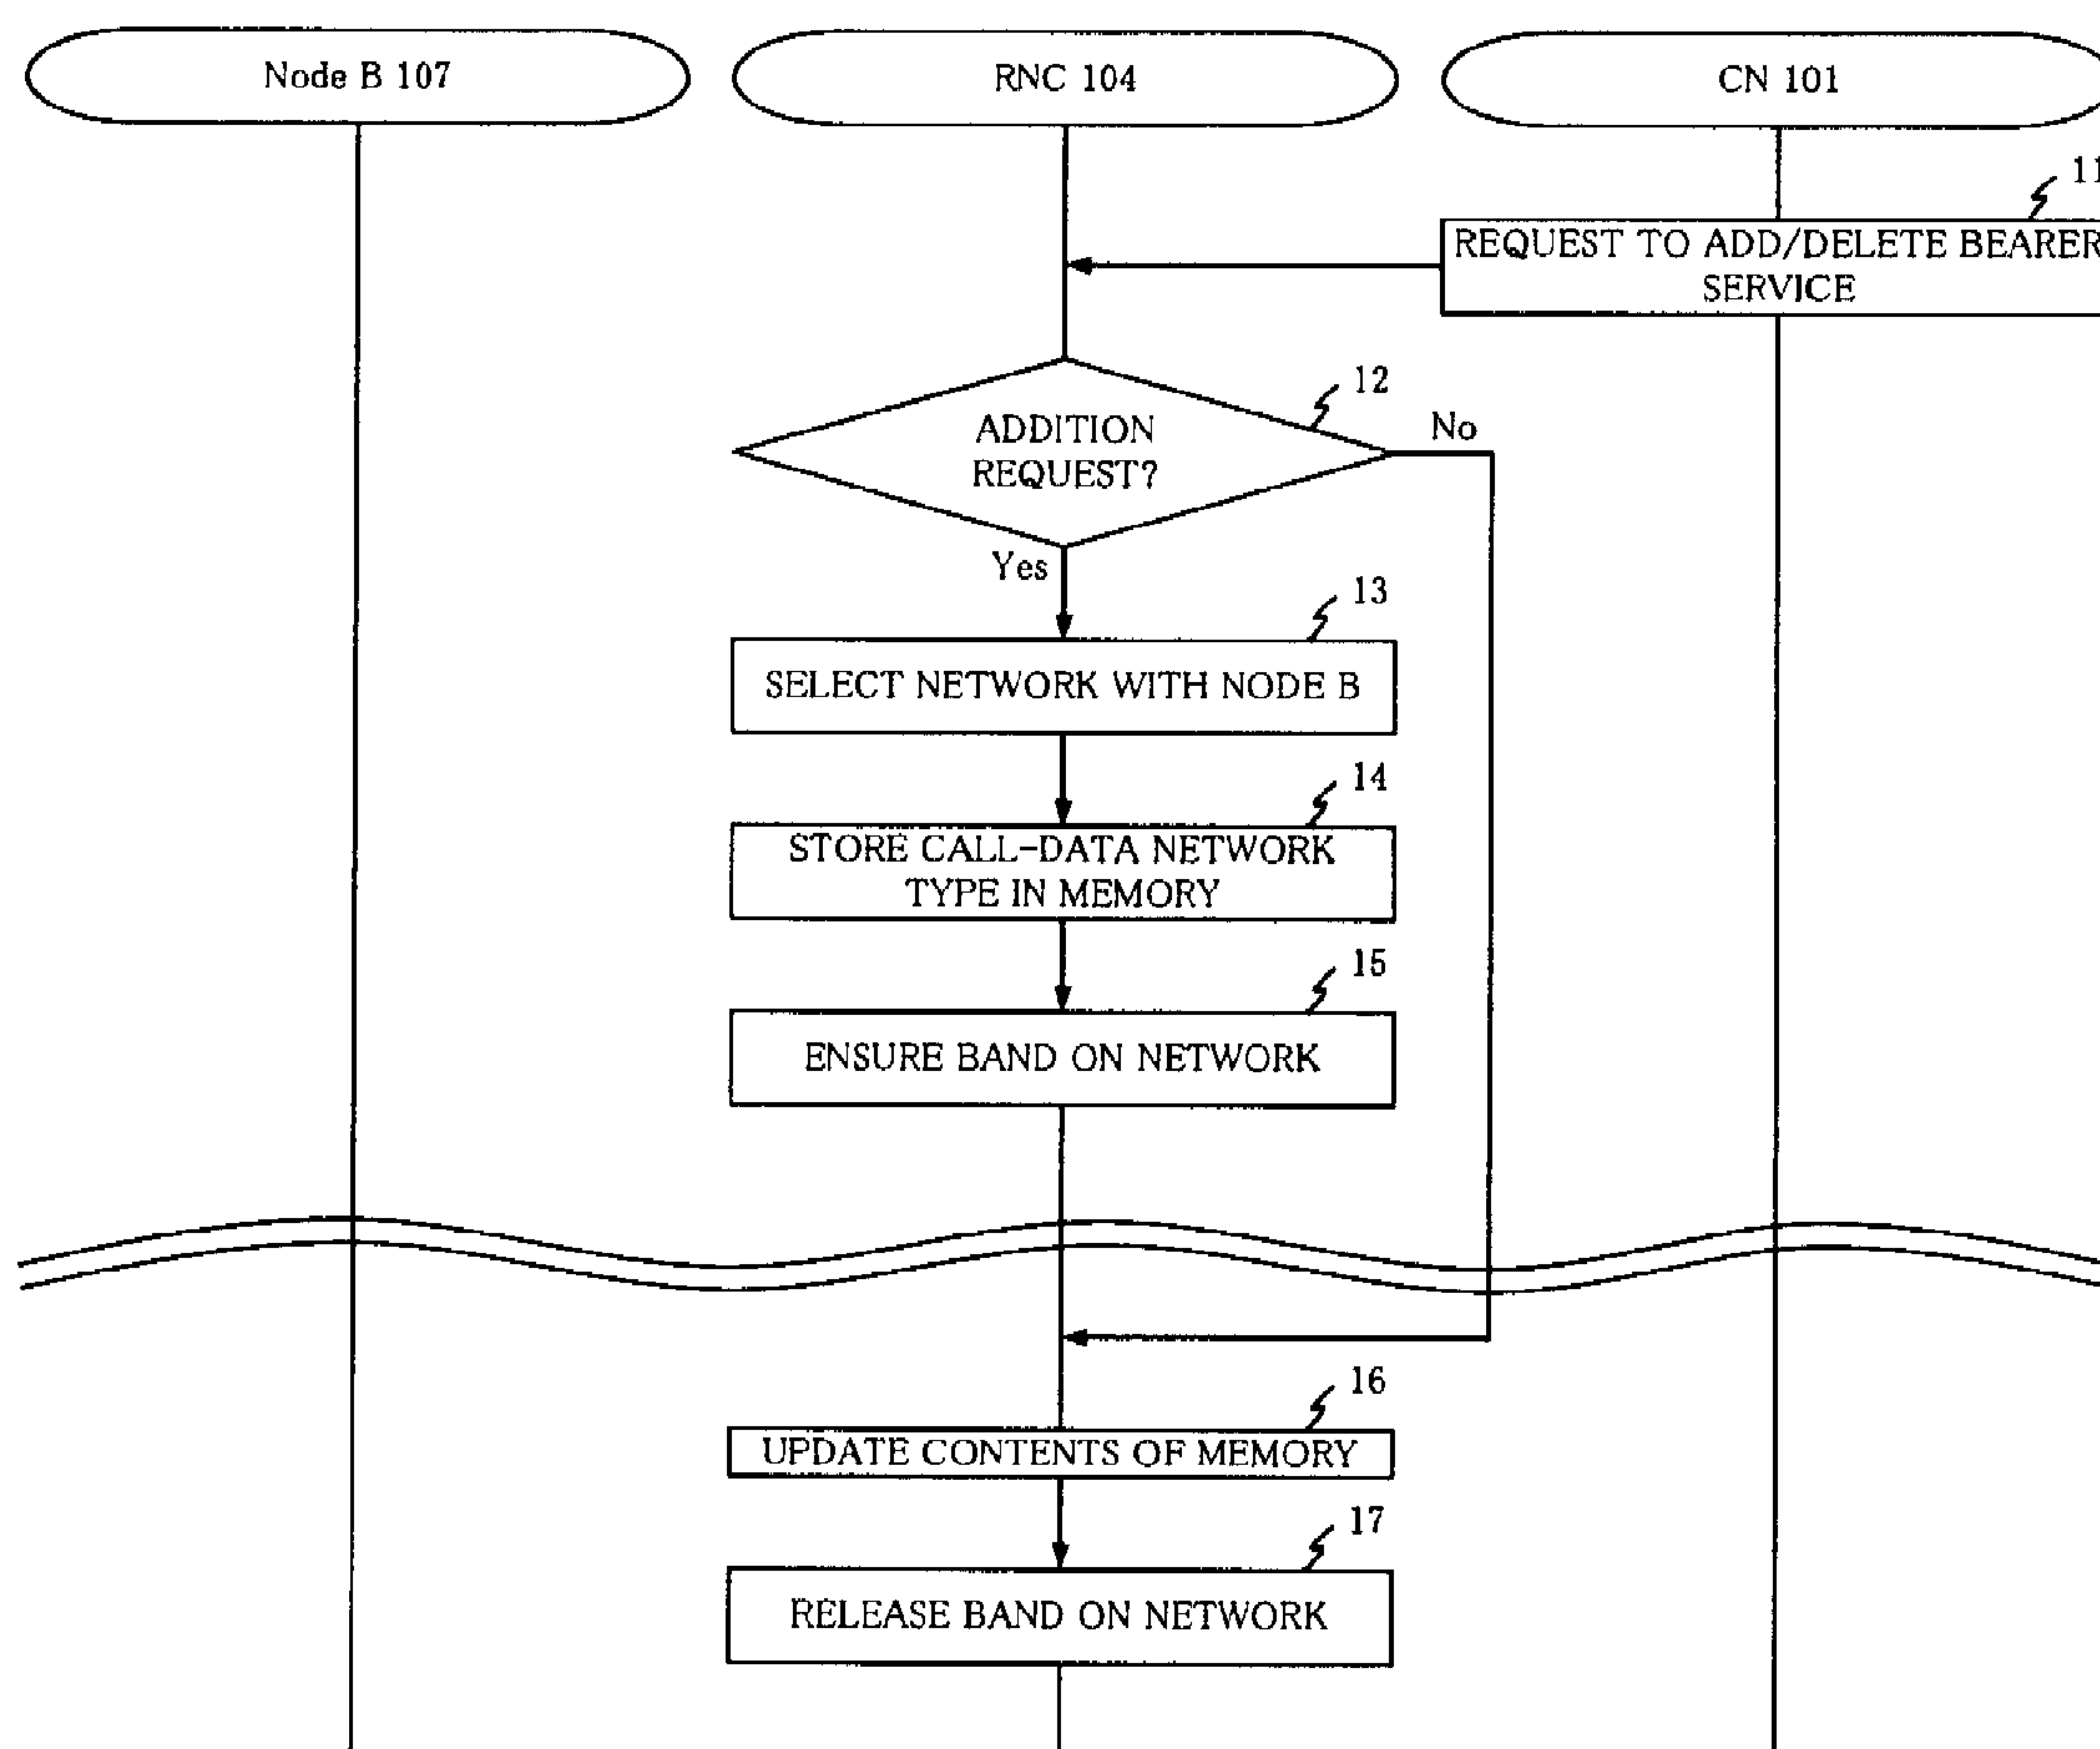 Node B 107
RNC 104
CN 101
11
REQUEST TO ADD/DELETE BEARER
SERVICE
12
ADDITION
REQUEST?
No
Yes
13
SELECT NETWORK WITH NODE B
14
STORE CALL-DATA NETWORK
TYPE IN MEMORY
15
ENSURE BAND ON NETWORK
16
UPDATE CONTENTS OF MEMORY
17
RELEASE BAND ON NETWORK